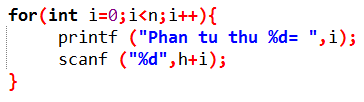 for(int i=0;i<n;i++){
printf ("Phan tu thu %d= ",i);
scanf ("%d",h+i);
}